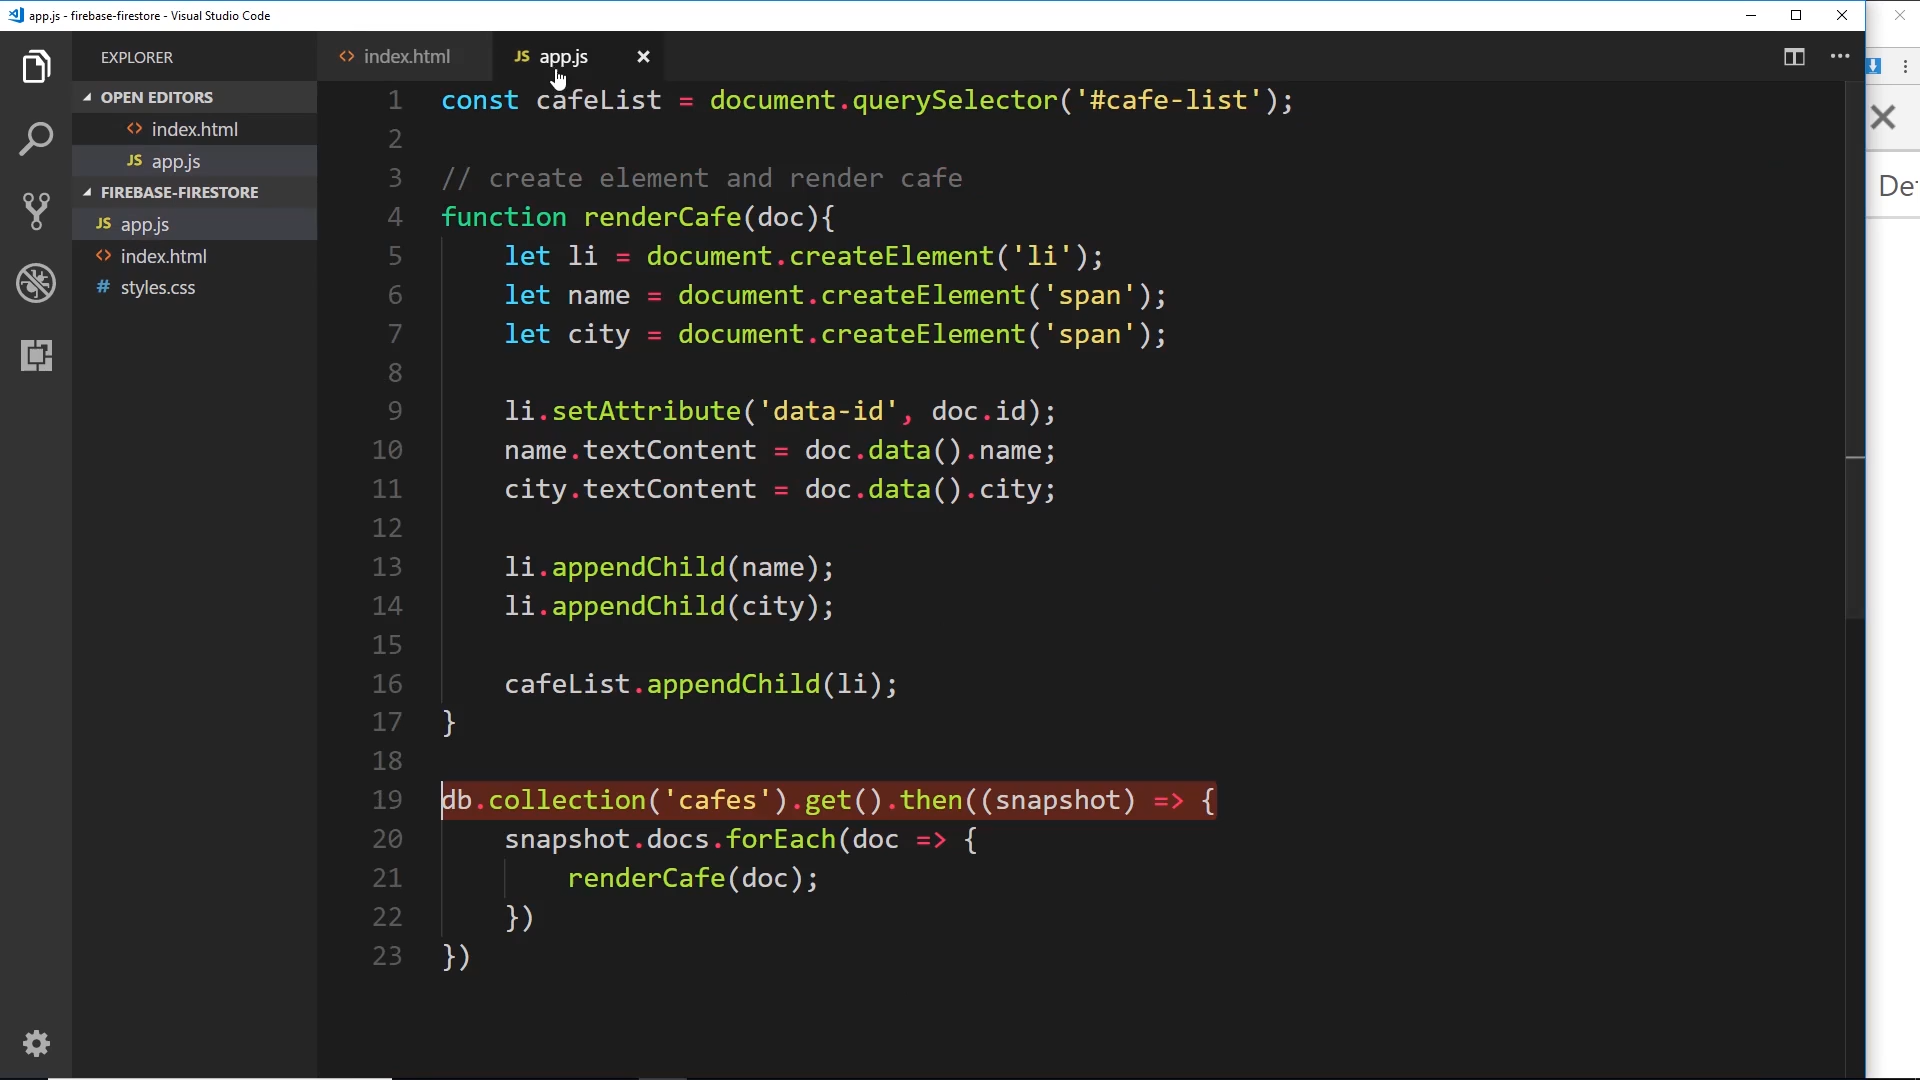 app.js - firebase-firestore - Visual Studio Code
EXPLORER
OPEN EDITORS
index.html
JS app.js
FIREBASE-FIRESTORE
JS app.js
index.html
# styles.css
index.html
JS app.js
1 const cafeList = document.querySelector('#cafe-list');
2
3 // create element and render cafe
4 function renderCafe(doc){
5 let li = document.createElement('li');
6 let name = document.createElement('span');
7 let city = document.createElement('span');
8
9 li.setAttribute('data-id', doc.id);
10 name.textContent = doc.data().name;
11 city.textContent = doc.data().city;
12
13 li.appendChild(name);
14 li.appendChild(city);
15
16 cafeList.appendChild(li);
17 }
18
19 db.collection('cafes').get().then((snapshot) => {
20 snapshot.docs.forEach(doc => {
21 renderCafe(doc);
22 })
23 })